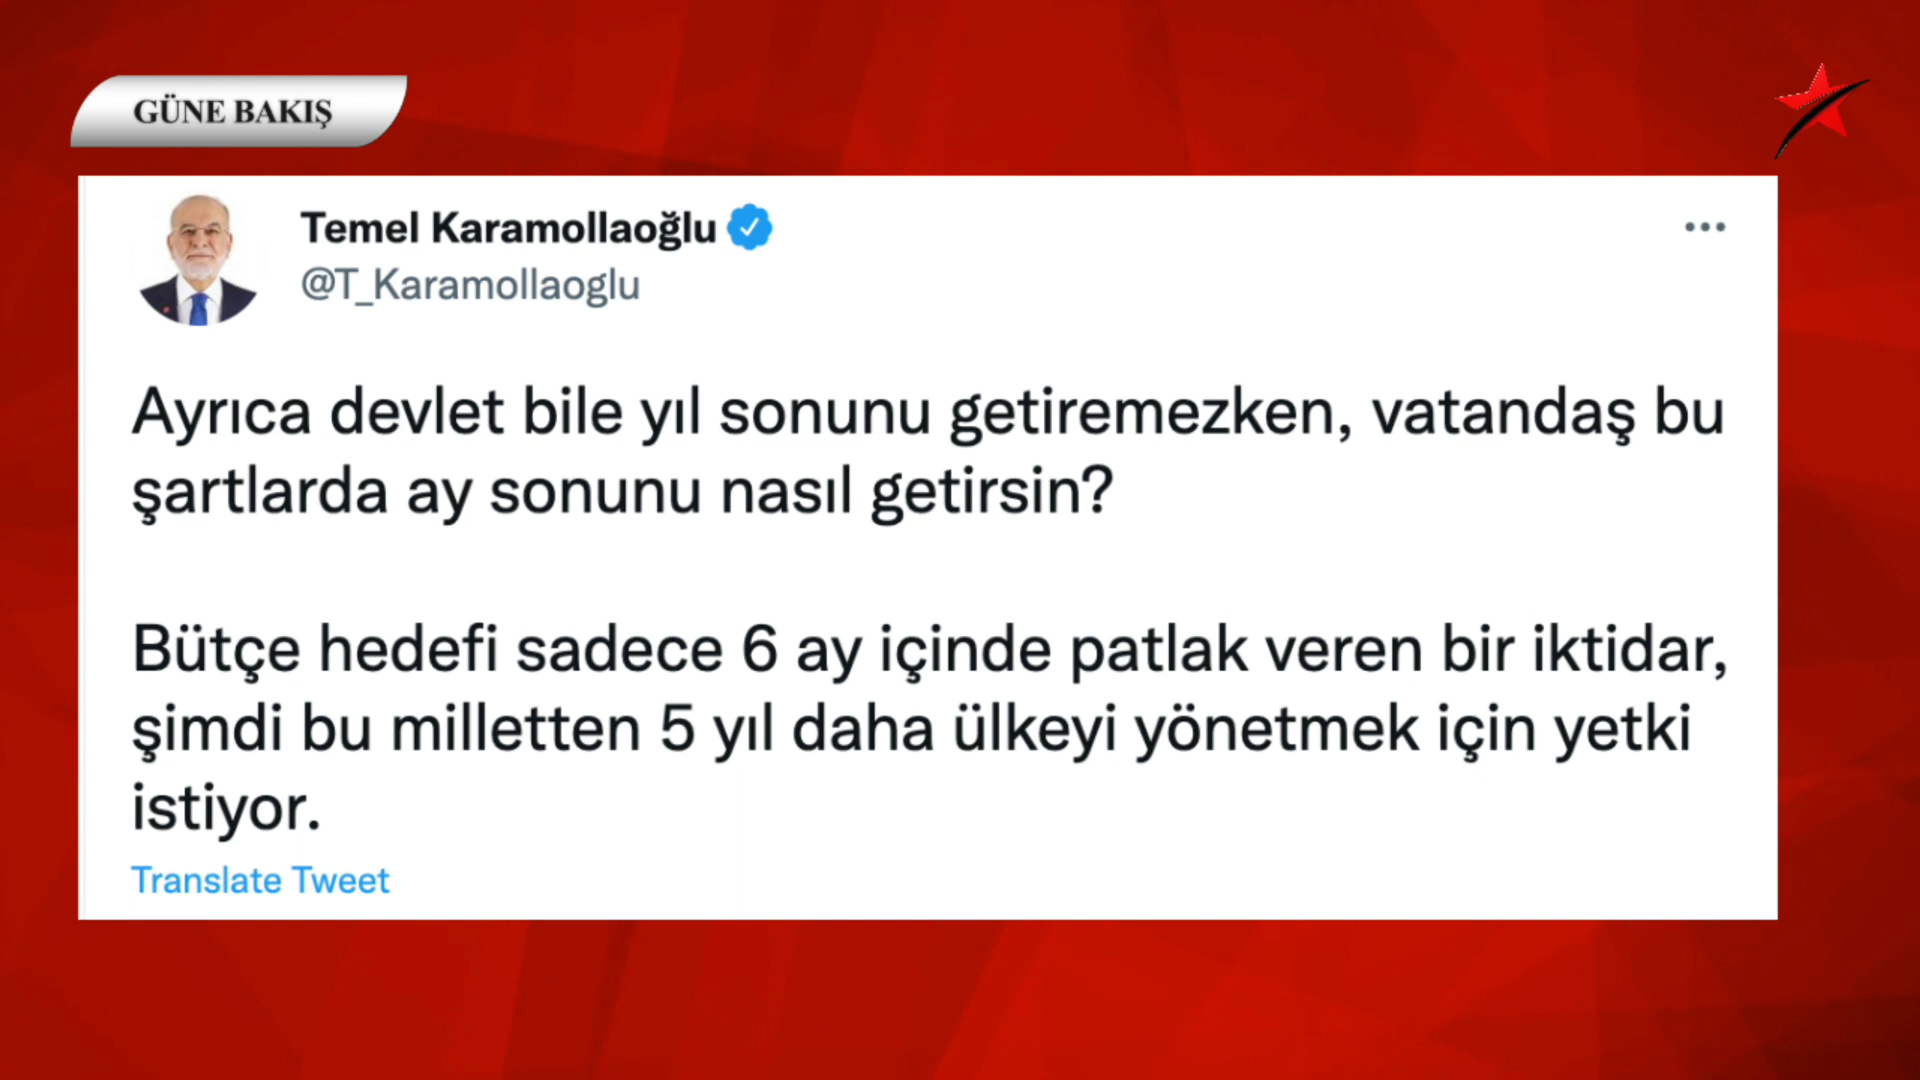 GÜNE BAKIŞ
Temel Karamollaoğlu
@T_Karamollaoglu
Ayrıca devlet bile yıl sonunu getiremezken, vatandaş bu
şartlarda ay sonunu nasıl getirsin?
Bütçe hedefi sadece 6 ay içinde patlak veren bir iktidar,
şimdi bu milletten 5 yıl daha ülkeyi yönetmek için yetki
istiyor.
Translate Tweet